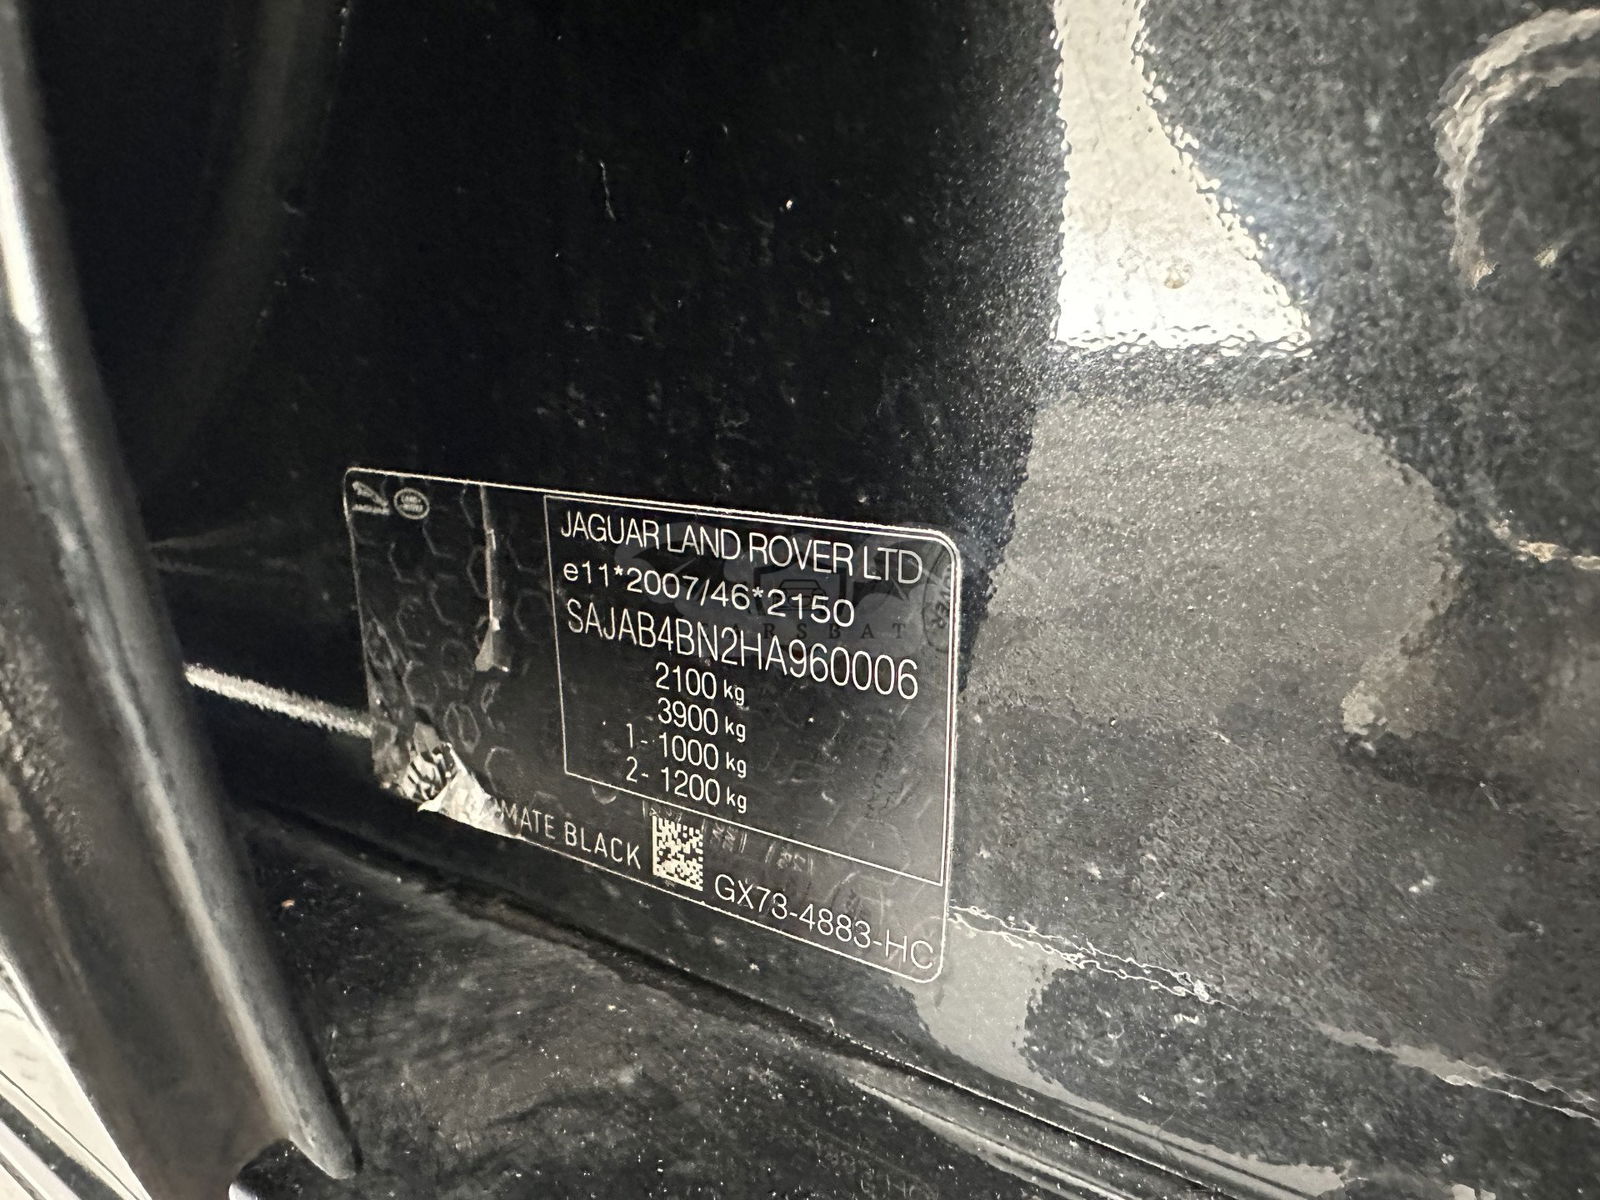 JAGUAR LAND ROVER LTD
e11*2007/46*2150
SAJAB4BN2HA960006
2100 kg
3900 kg
1- 1000 kg
2- 1200 kg
MATE BLACK
GX73-4883-HC